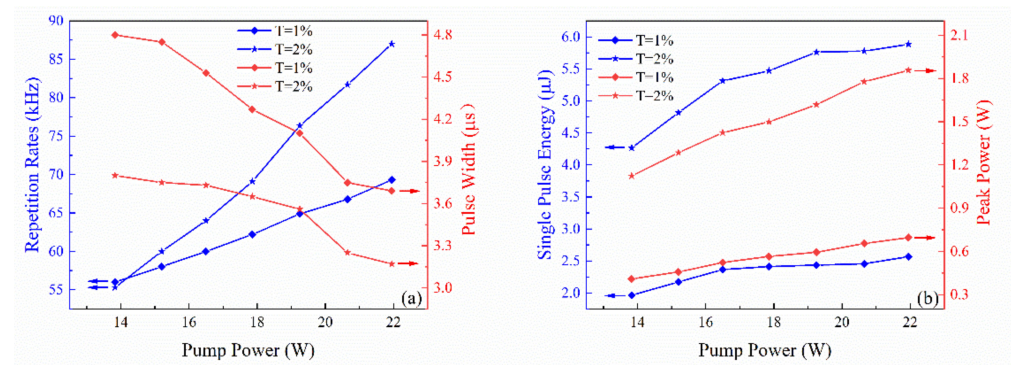 90
85
80
75
70
65
60
55
Repetition Rates (kHz)
T=1%
T=2%
T=1%
T=2%
4.8
4.5
4.2
3.9
3.6
3.3
3.0
Pulse Width (μs)
(a)
14 16 18 20 22
Pump Power (W)
6.0
5.5
5.0
4.5
4.0
3.5
3.0
2.5
2.0
Single Pulse Energy (μJ)
T=1%
T=2%
T=1%
T=2%
2.1
1.8
1.5
1.2
0.9
0.6
0.3
Peak Power (W)
(b)
14 16 18 20 22
Pump Power (W)